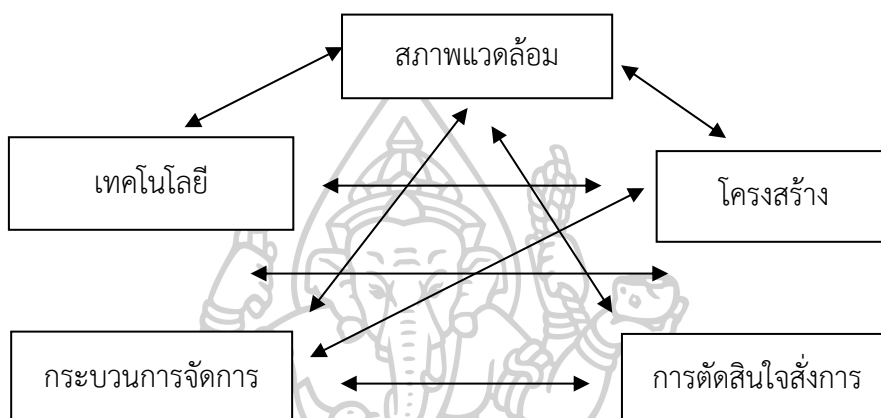 สภาพแวดล้อม
เทคโนโลยี
โครงสร้าง
กระบวนการจัดการ
การตัดสินใจสั่งการ